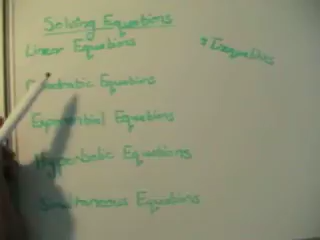 Solving Equations
Linear Equations
* Inequalities
Quadratic Equations
Exponential Equations
Hyperbolic Equations
Simultaneous Equations